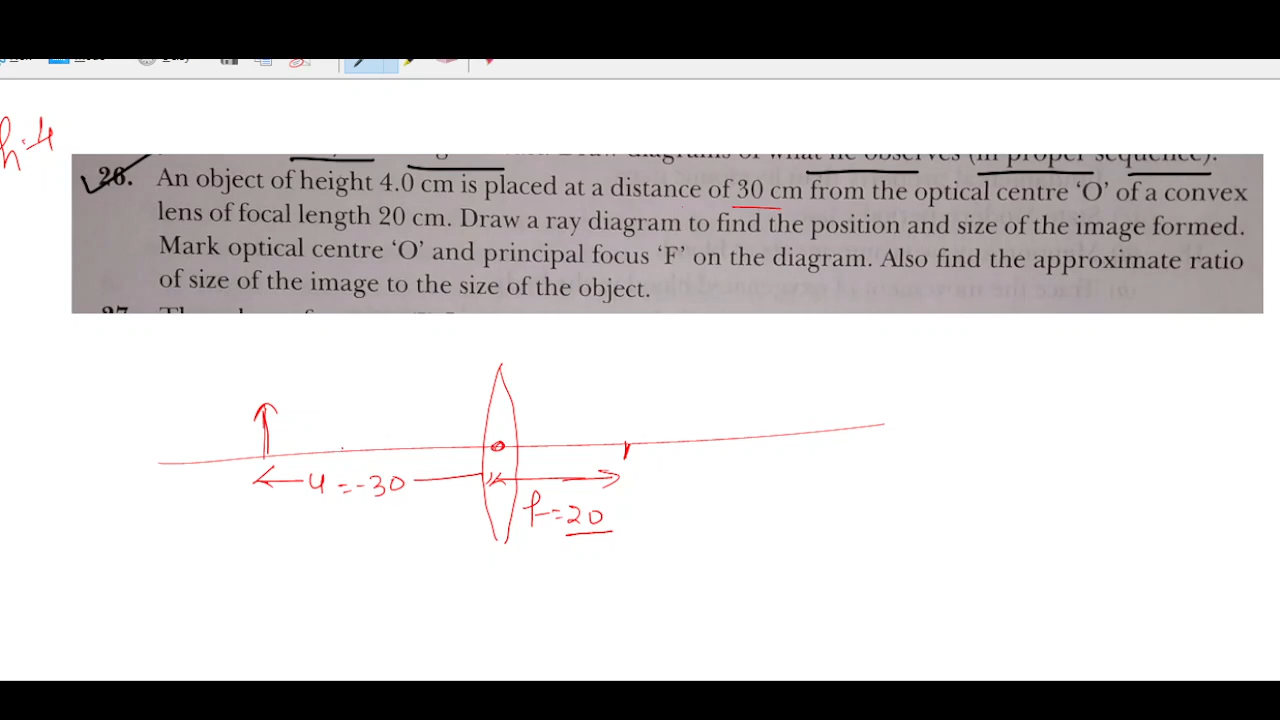 h:4
(in proper sequence).
26. An object of height 4.0 cm is placed at a distance of 30 cm from the optical centre ‘O’ of a convex
lens of focal length 20 cm. Draw a ray diagram to find the position and size of the image formed.
Mark optical centre ‘O’ and principal focus ‘F’ on the diagram. Also find the approximate ratio
of size of the image to the size of the object.
u = -30
f = 20